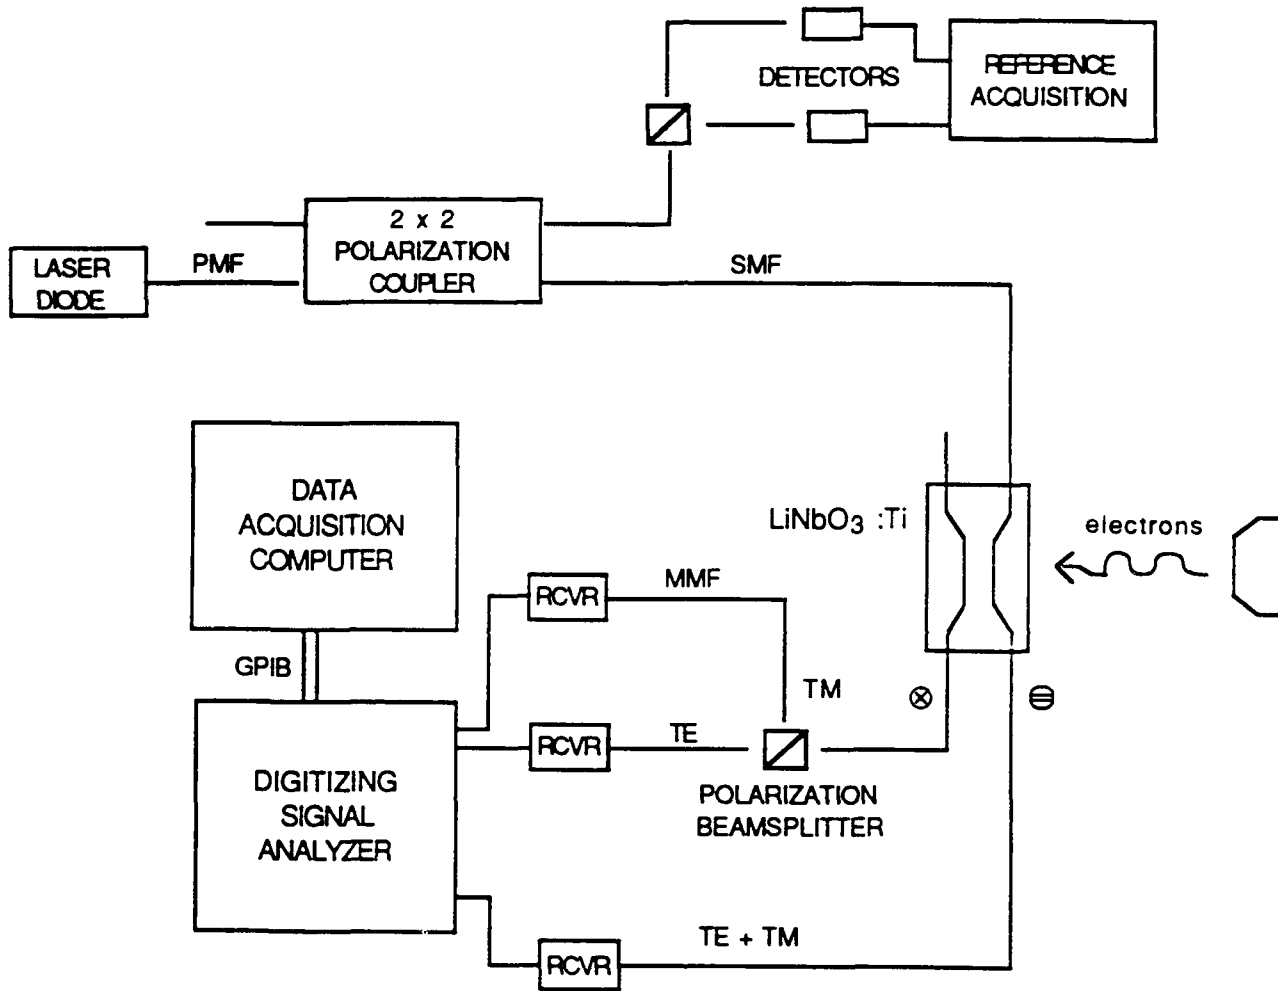 DETECTORS
REFERENCE
ACQUISITION
2 x 2
POLARIZATION
COUPLER
LASER
DIODE
PMF
SMF
DATA
ACQUISITION
COMPUTER
LiNbO3 :Ti
electrons
RCVR
MMF
GPIB
TM
RCVR
TE
DIGITIZING
SIGNAL
ANALYZER
POLARIZATION
BEAMSPLITTER
RCVR
TE + TM